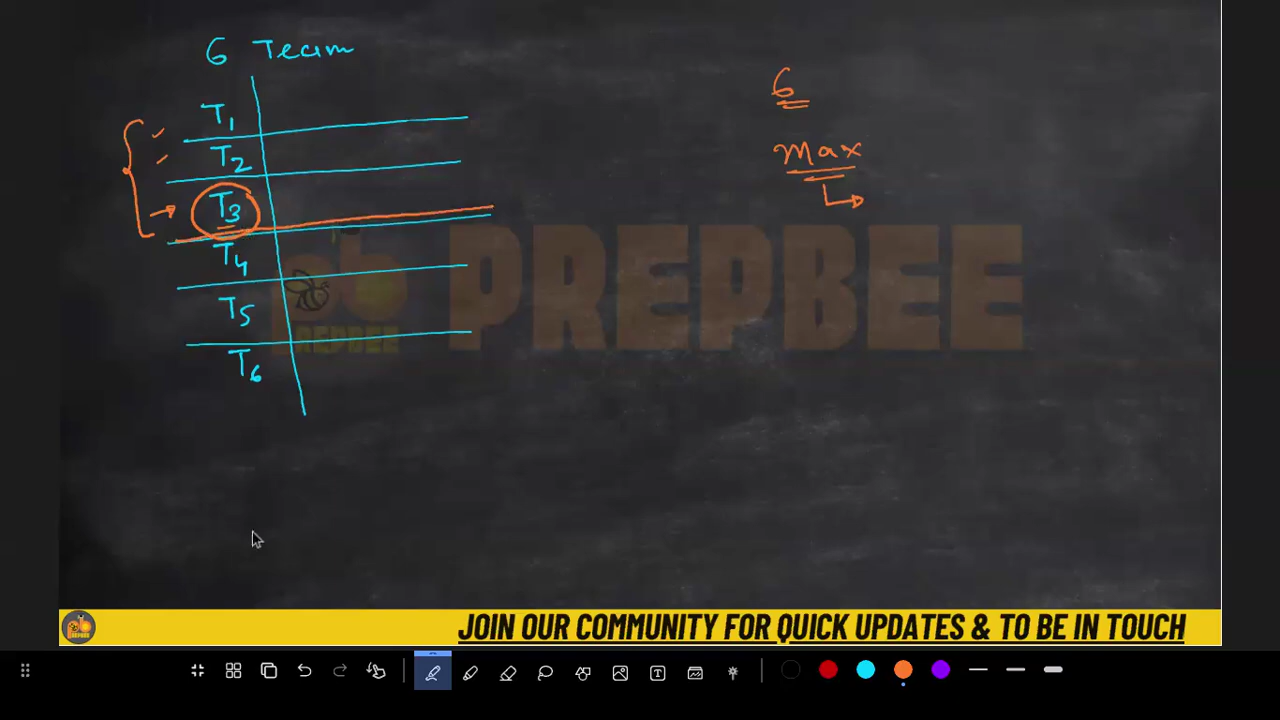 6 Team
T1
T2
T3
T4
T5
T6
6
Max
PREPBEE
PREPBEE
JOIN OUR COMMUNITY FOR QUICK UPDATES & TO BE IN TOUCH